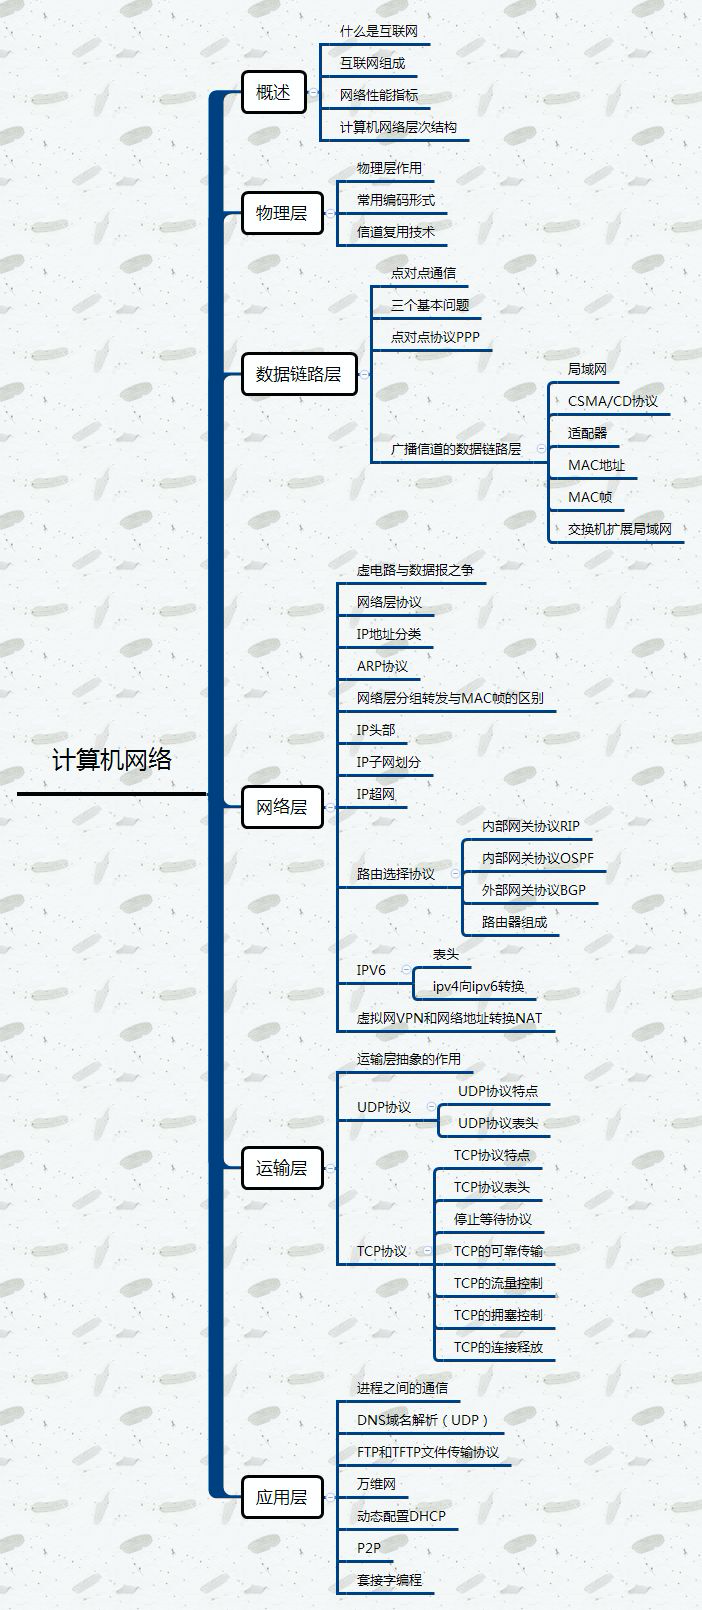 计算机网络
概述
什么是互联网
互联网组成
网络性能指标
计算机网络层次结构
物理层
物理层作用
常用编码形式
信道复用技术
数据链路层
点对点通信
三个基本问题
点对点协议PPP
广播信道的数据链路层
局域网
CSMA/CD协议
适配器
MAC地址
MAC帧
交换机扩展局域网
网络层
虚电路与数据报之争
网络层协议
IP地址分类
ARP协议
网络层分组转发与MAC帧的区别
IP头部
IP子网划分
IP超网
路由选择协议
内部网关协议RIP
内部网关协议OSPF
外部网关协议BGP
路由器组成
IPV6
表头
ipv4向ipv6转换
虚拟网VPN和网络地址转换NAT
运输层
运输层抽象的作用
UDP协议
UDP协议特点
UDP协议表头
TCP协议
TCP协议特点
TCP协议表头
停止等待协议
TCP的可靠传输
TCP的流量控制
TCP的拥塞控制
TCP的连接释放
应用层
进程之间的通信
DNS域名解析（UDP）
FTP和TFTP文件传输协议
万维网
动态配置DHCP
P2P
套接字编程